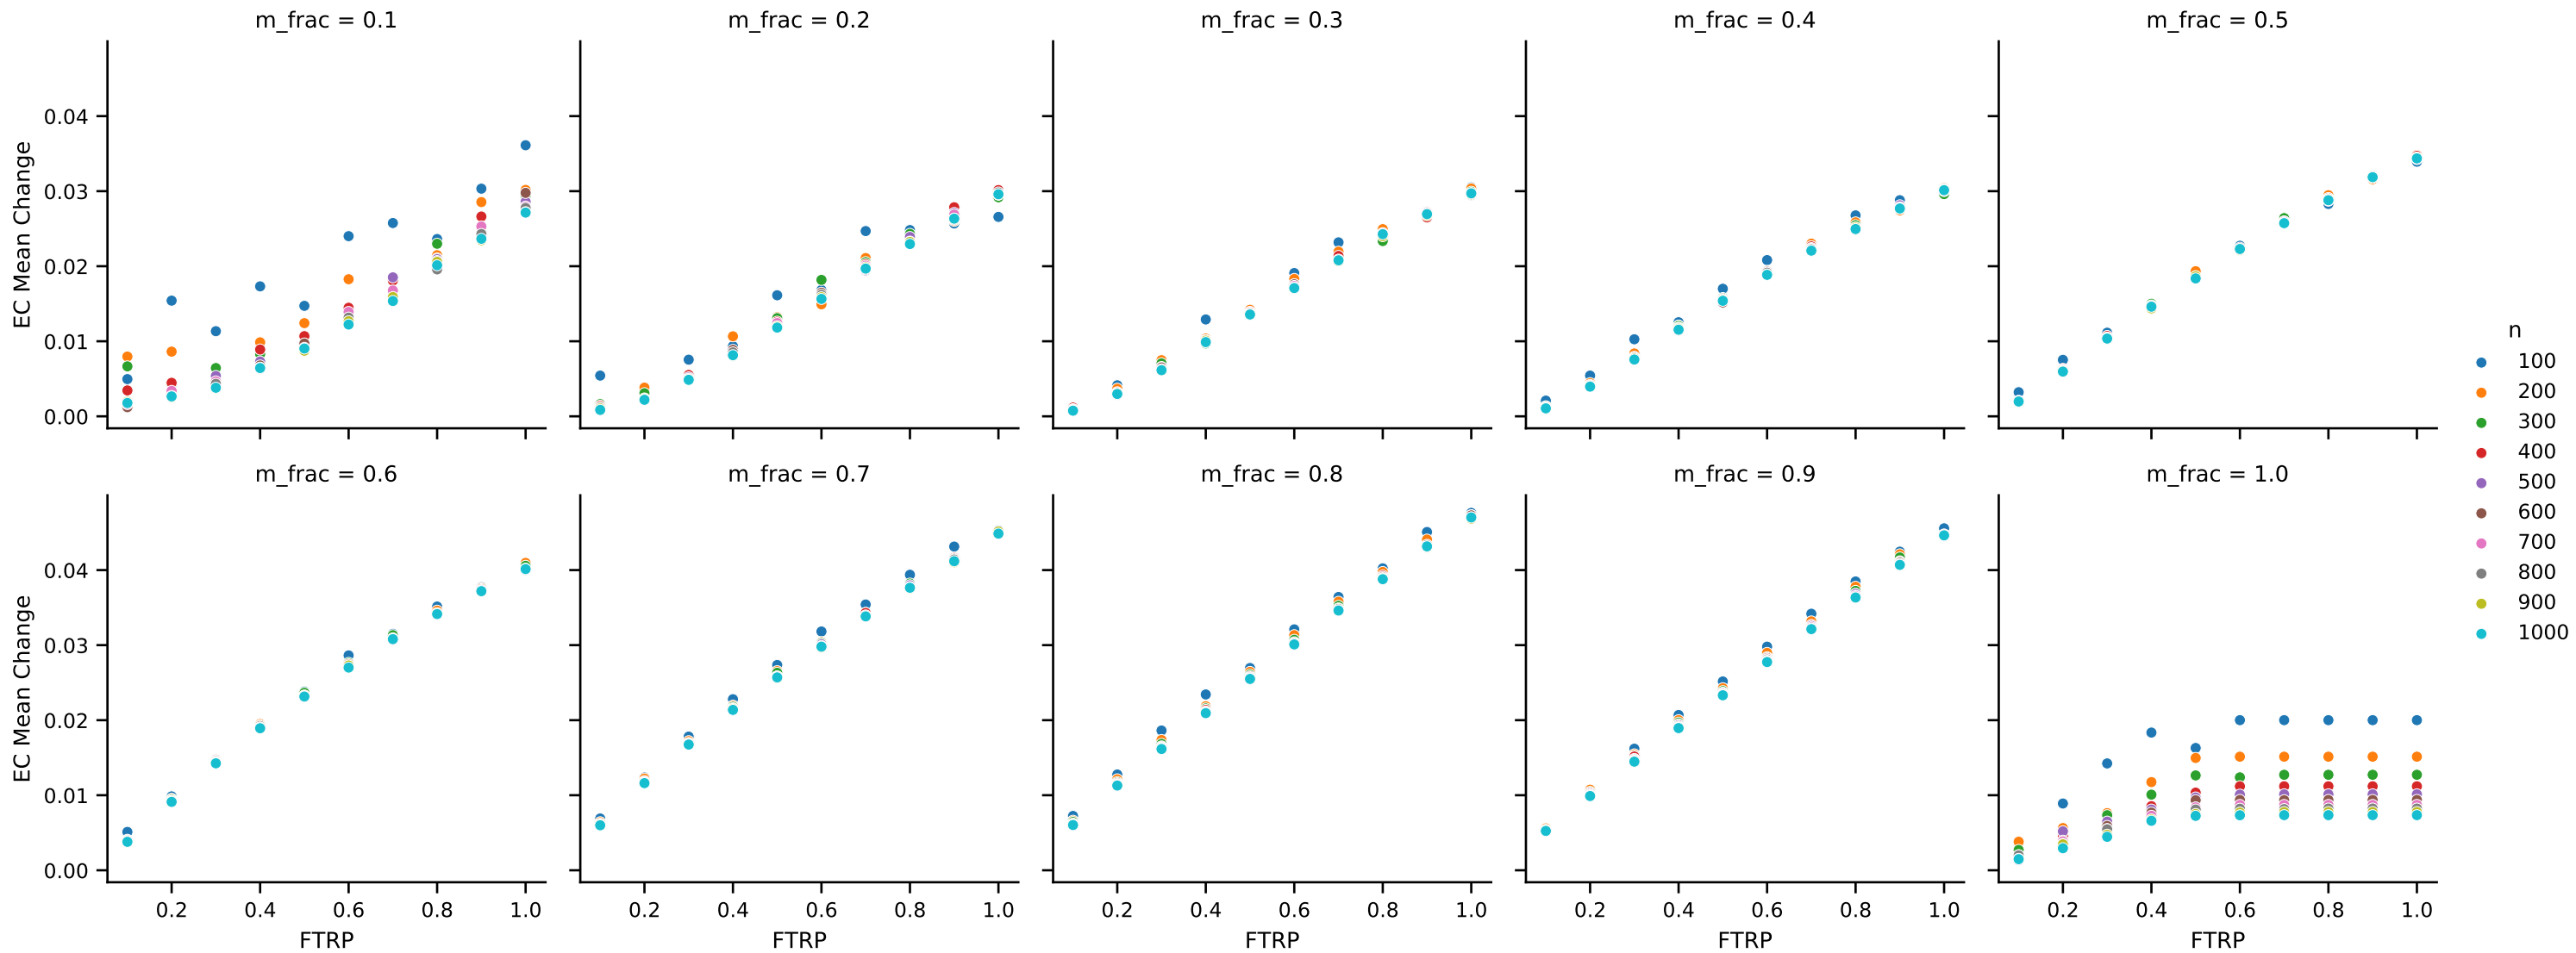 m_frac = 0.1
m_frac = 0.2
m_frac = 0.3
m_frac = 0.4
m_frac = 0.5
EC Mean Change
0.04
0.03
0.02
0.01
0.00
m_frac = 0.6
m_frac = 0.7
m_frac = 0.8
m_frac = 0.9
m_frac = 1.0
EC Mean Change
0.04
0.03
0.02
0.01
0.00
0.2 0.4 0.6 0.8 1.0
0.2 0.4 0.6 0.8 1.0
0.2 0.4 0.6 0.8 1.0
0.2 0.4 0.6 0.8 1.0
0.2 0.4 0.6 0.8 1.0
FTRP
FTRP
FTRP
FTRP
FTRP
n
100
200
300
400
500
600
700
800
900
1000